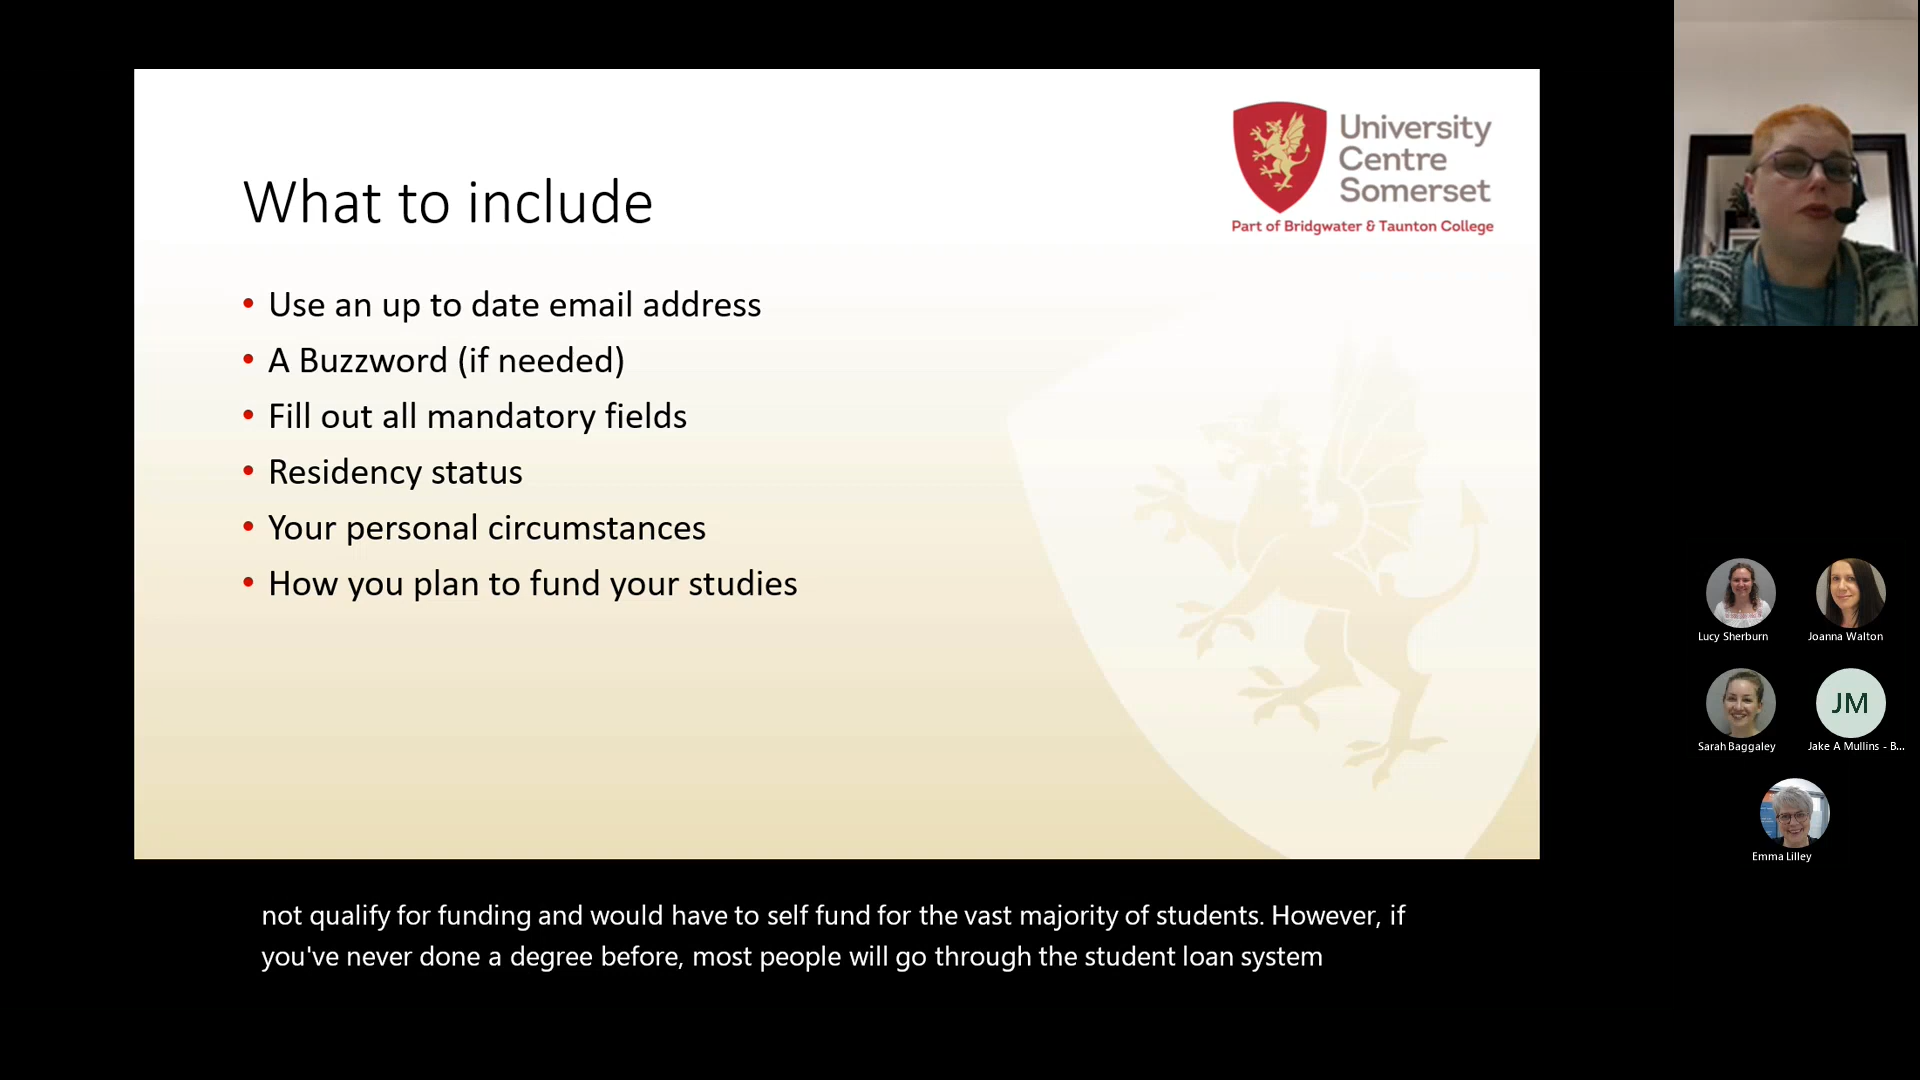 University
Centre
Somerset
Part of Bridgwater & Taunton College
What to include
• Use an up to date email address
• A Buzzword (if needed)
• Fill out all mandatory fields
• Residency status
• Your personal circumstances
• How you plan to fund your studies
Lucy Sherburn
Joanna Walton
Sarah Baggaley
JM
Jake A Mullins - B...
Emma Lilley
not qualify for funding and would have to self fund for the vast majority of students. However, if
you've never done a degree before, most people will go through the student loan system